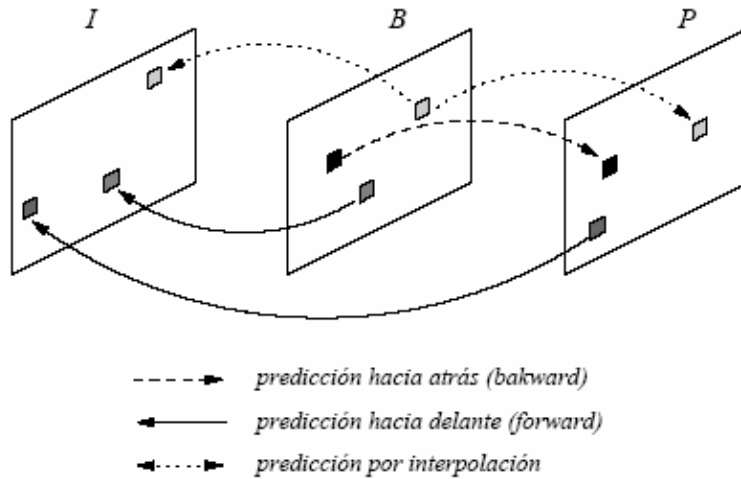 I B P
predicción hacia atrás (bakward)
predicción hacia delante (forward)
predicción por interpolación